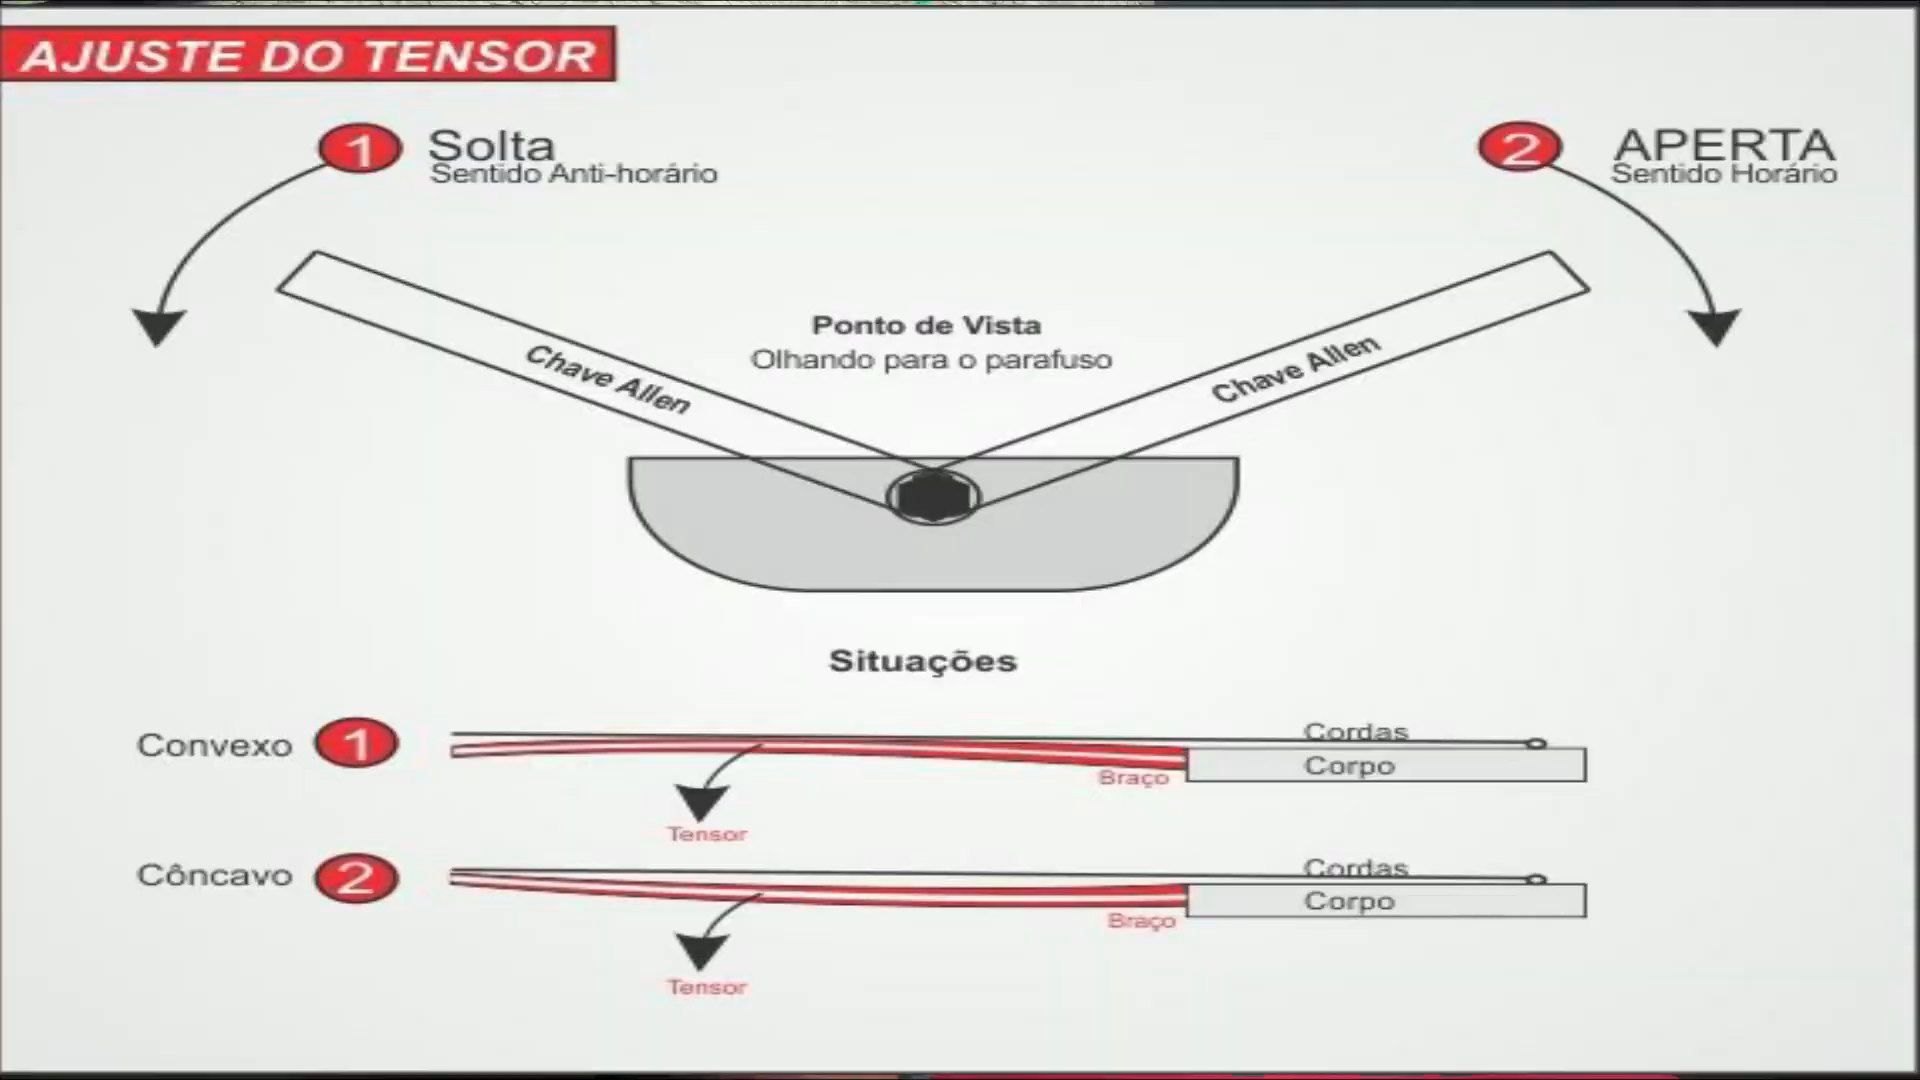 AJUSTE DO TENSOR
1 Solta
Sentido Anti-horário
2 APERTA
Sentido Horário
Ponto de Vista
Olhando para o parafuso
Chave Allen
Chave Allen
Situações
Convexo 1
Cordas
Corpo
Braço
Tensor
Côncavo 2
Cordas
Corpo
Braço
Tensor